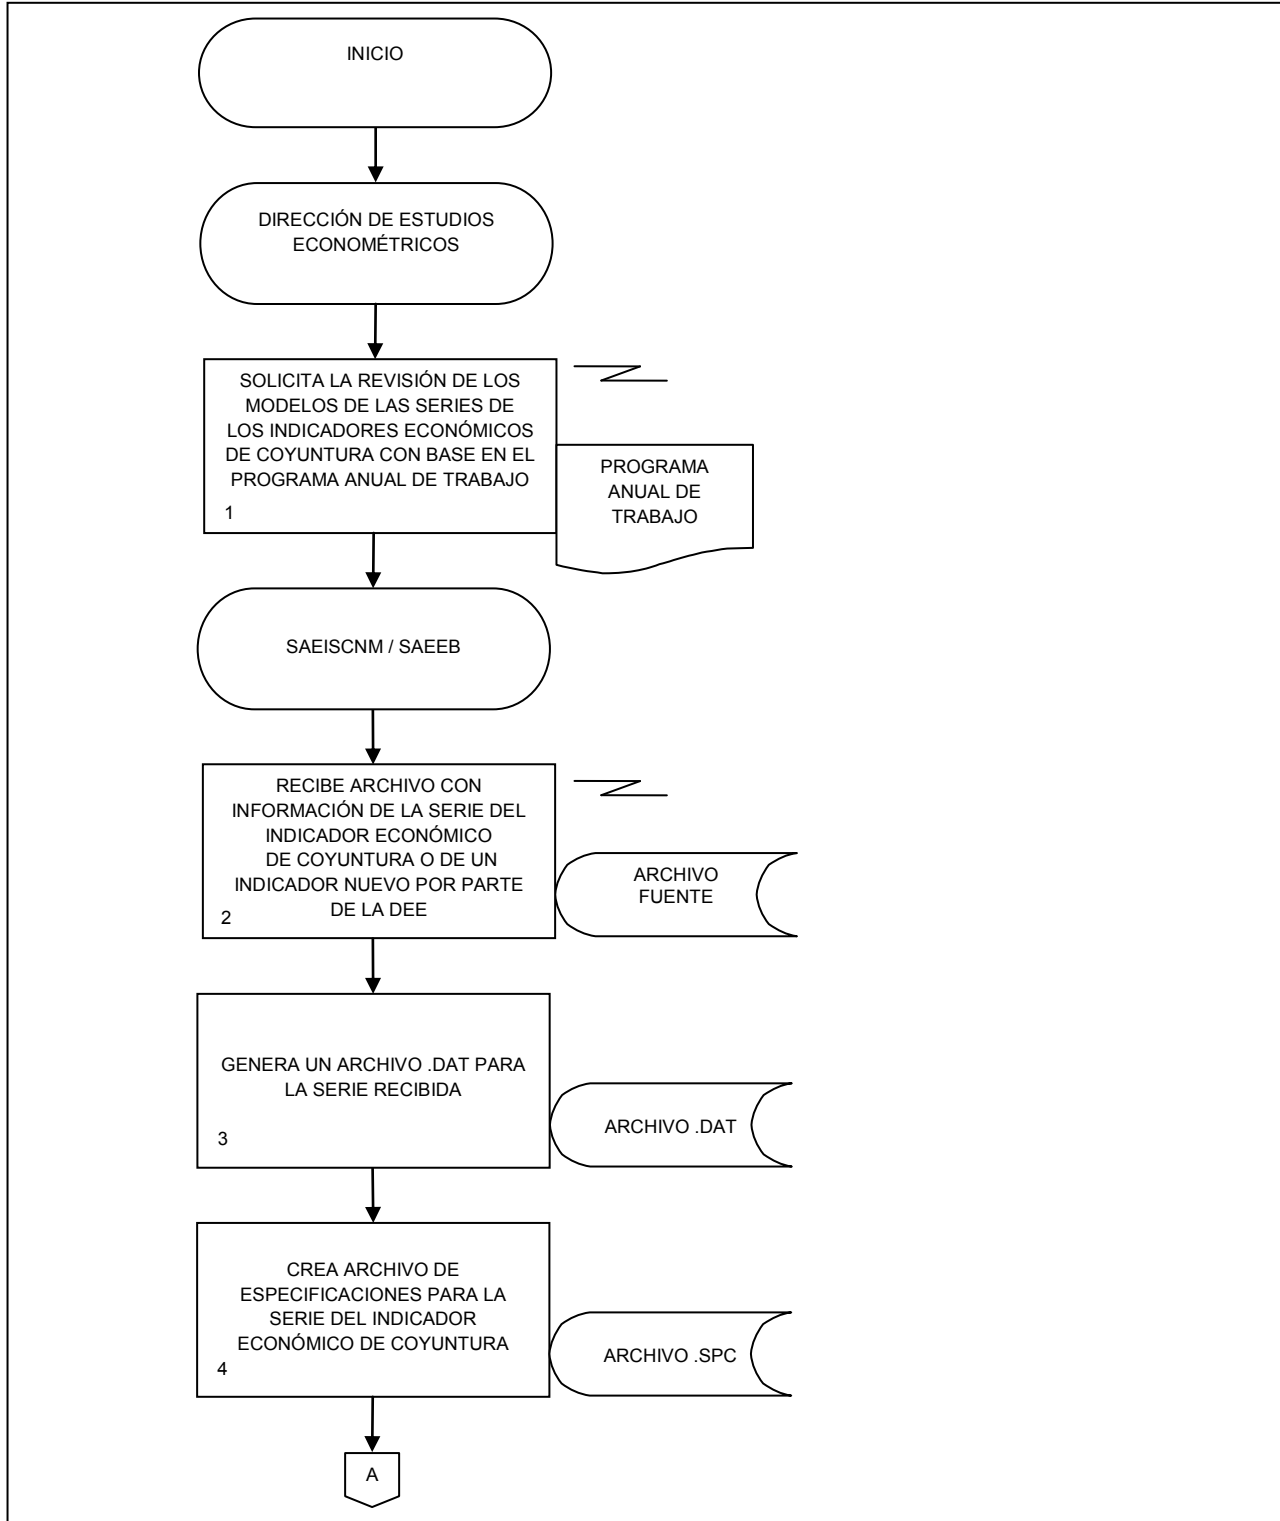 INICIO
DIRECCIÓN DE ESTUDIOS
ECONOMÉTRICOS
SOLICITA LA REVISIÓN DE LOS
MODELOS DE LAS SERIES DE
LOS INDICADORES ECONÓMICOS
DE COYUNTURA CON BASE EN EL
PROGRAMA ANUAL DE TRABAJO
1
PROGRAMA
ANUAL DE
TRABAJO
SAEISCNM / SAEEB
RECIBE ARCHIVO CON
INFORMACIÓN DE LA SERIE DEL
INDICADOR ECONÓMICO
DE COYUNTURA O DE UN
INDICADOR NUEVO POR PARTE
DE LA DEE
2
ARCHIVO
FUENTE
GENERA UN ARCHIVO .DAT PARA
LA SERIE RECIBIDA
3
ARCHIVO .DAT
CREA ARCHIVO DE
ESPECIFICACIONES PARA LA
SERIE DEL INDICADOR
ECONÓMICO DE COYUNTURA
4
ARCHIVO .SPC
A